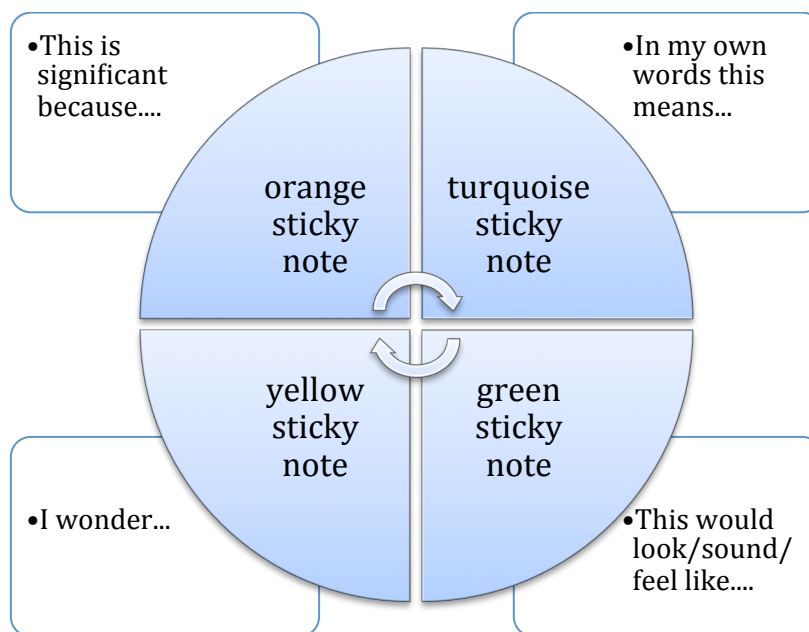 •This is
significant
because....
•In my own
words this
means...
orange
sticky
note
turquoise
sticky
note
yellow
sticky
note
green
sticky
note
•I wonder...
•This would
look/sound/
feel like....